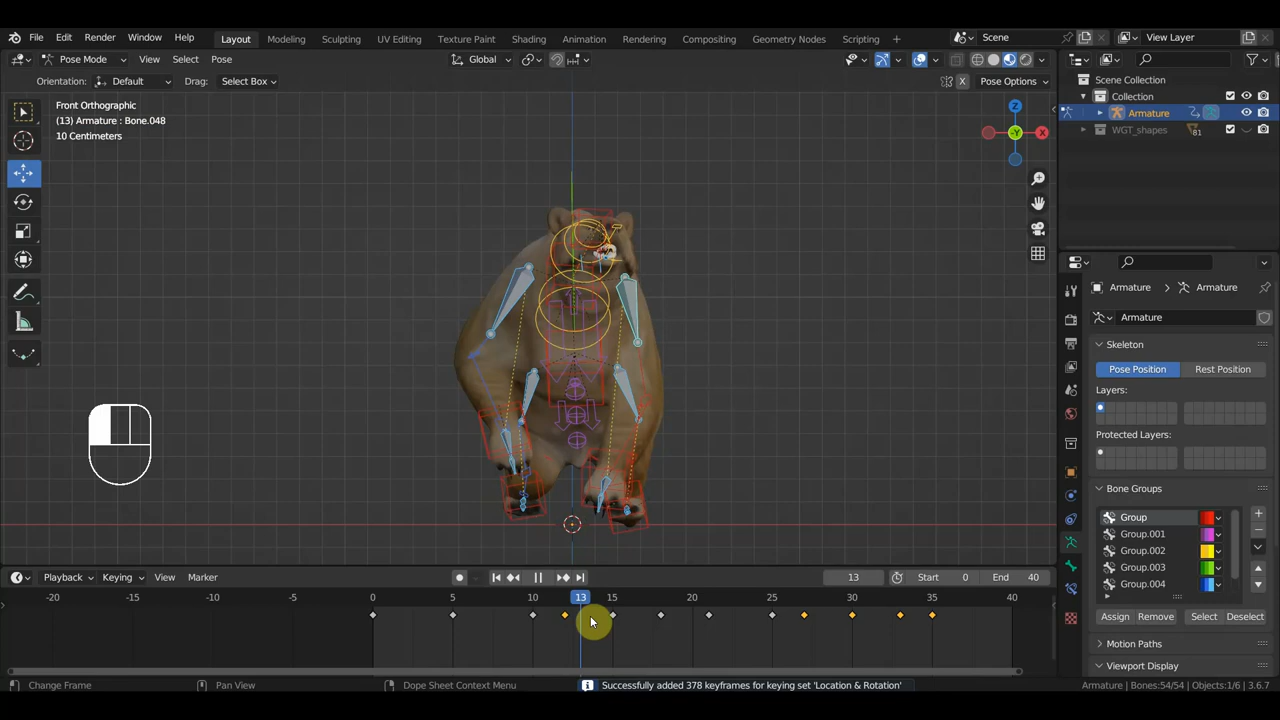 File Edit Render Window Help Layout Modeling Sculpting UV Editing Texture Paint Shading Animation Rendering Compositing Geometry Nodes Scripting + Scene View Layer
Pose Mode View Select Pose Global
Orientation: Default Drag: Select Box X Pose Options
Front Orthographic
(13) Armature : Bone.048
10 Centimeters
Z
-Y X
Scene Collection
Collection
Armature
WGT_shapes 81
Armature > Armature
Armature
Skeleton
Pose Position Rest Position
Layers:
Protected Layers:
Bone Groups
Group
Group.001
Group.002
Group.003
Group.004
Assign Remove Select Deselect
Motion Paths
Viewport Display
Playback Keying View Marker 13 Start 0 End 40
-20 -15 -10 -5 0 5 10 13 15 20 25 30 35 40
Change Frame Pan View Dope Sheet Context Menu Successfully added 378 keyframes for keying set 'Location & Rotation' Armature | Bones:54/54 | Objects:1/6 | 3.6.7